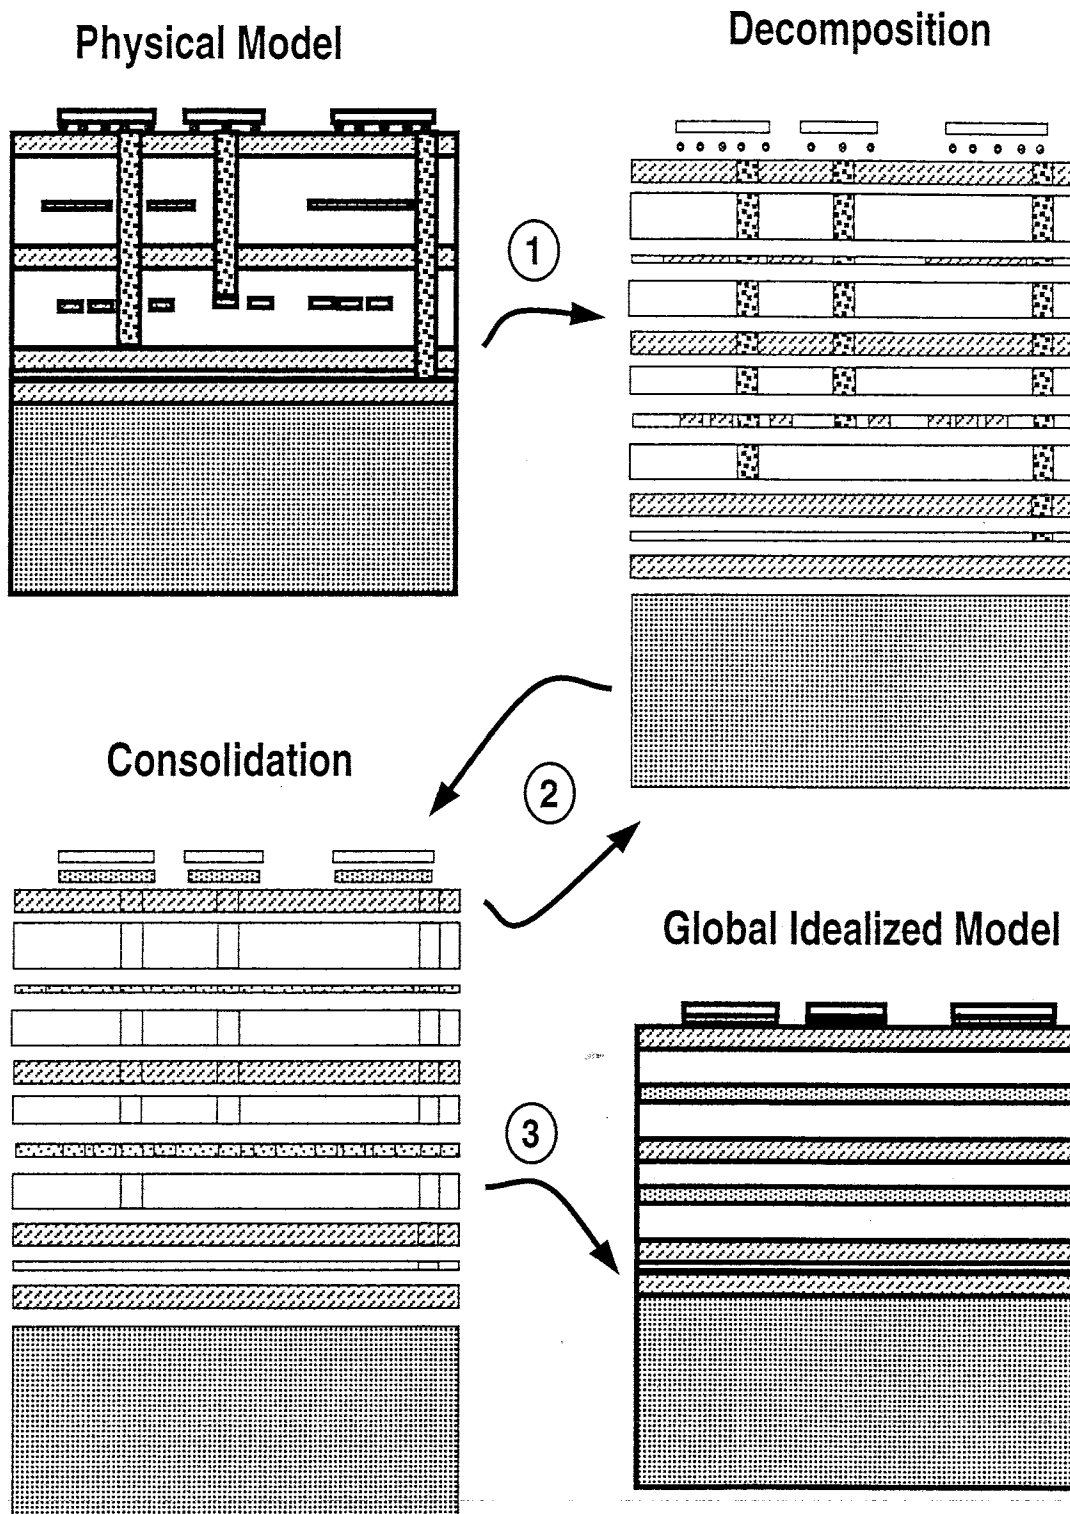 Physical Model
Decomposition
1
Consolidation
2
Global Idealized Model
3